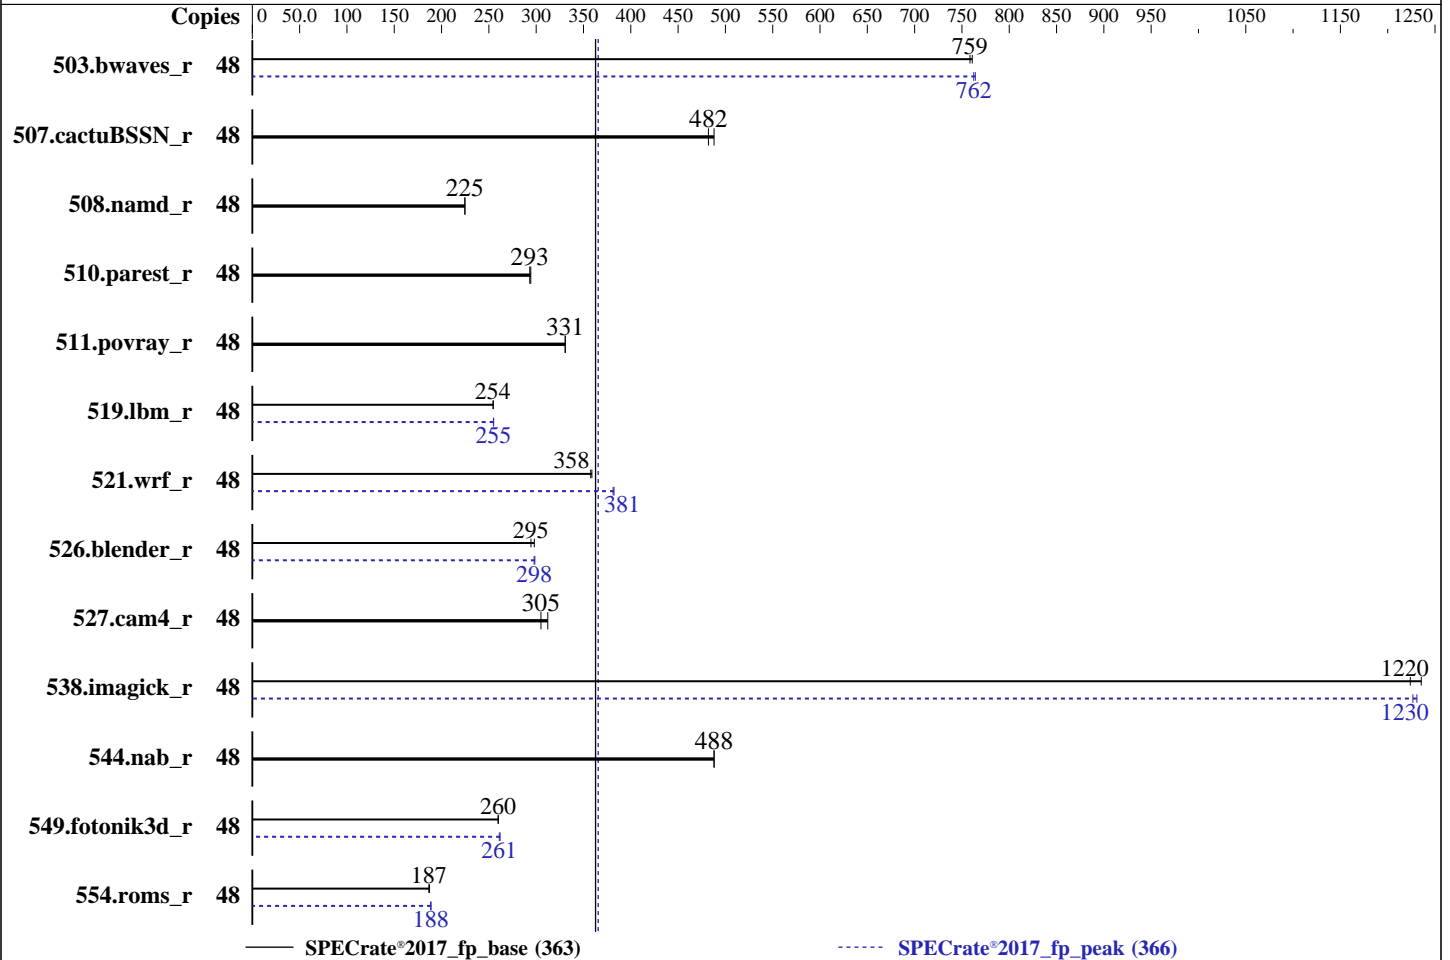 Copies 0 50.0 100 150 200 250 300 350 400 450 500 550 600 650 700 750 800 850 900 950 1050 1150 1250
759
503.bwaves_r 48
762
482
507.cactuBSSN_r 48
225
508.namd_r 48
293
510.parest_r 48
331
511.povray_r 48
254
519.lbm_r 48
255
358
521.wrf_r 48
381
295
526.blender_r 48
298
305
527.cam4_r 48
1220
538.imagick_r 48
1230
488
544.nab_r 48
260
549.fotonik3d_r 48
261
187
554.roms_r 48
188
SPECrate®2017_fp_base (363) SPECrate®2017_fp_peak (366)